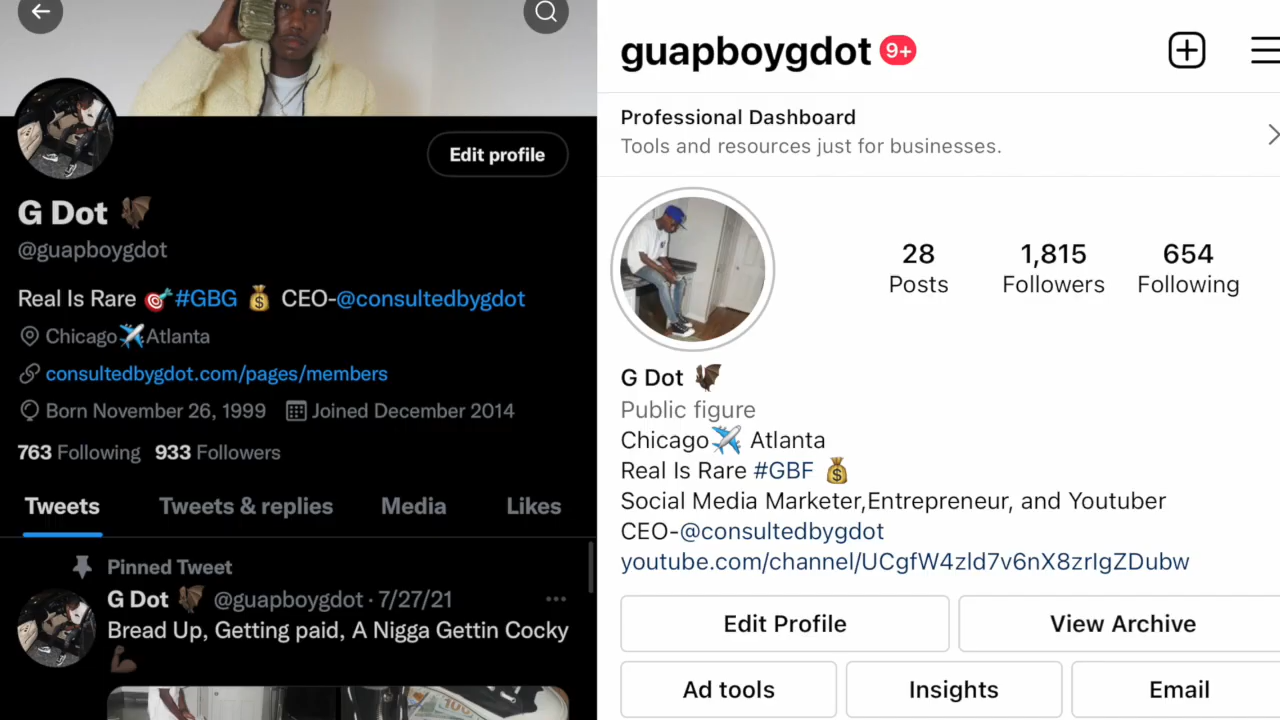 Edit profile
G Dot 🦇
@guapboygdot
Real Is Rare 🎯#GBG 💰 CEO-@consultedbygdot
Chicago✈️Atlanta
consultedbygdot.com/pages/members
Born November 26, 1999 Joined December 2014
763 Following 933 Followers
Tweets Tweets & replies Media Likes
Pinned Tweet
G Dot 🦇 @guapboygdot · 7/27/21
Bread Up, Getting paid, A Nigga Gettin Cocky
💪🏿
guapboygdot 9+
Professional Dashboard
Tools and resources just for businesses.
28 1,815 654
Posts Followers Following
G Dot 🦇
Public figure
Chicago✈️ Atlanta
Real Is Rare #GBF 💰
Social Media Marketer,Entrepreneur, and Youtuber
CEO-@consultedbygdot
youtube.com/channel/UCgfW4zld7v6nX8zrIgZDubw
Edit Profile View Archive
Ad tools Insights Email